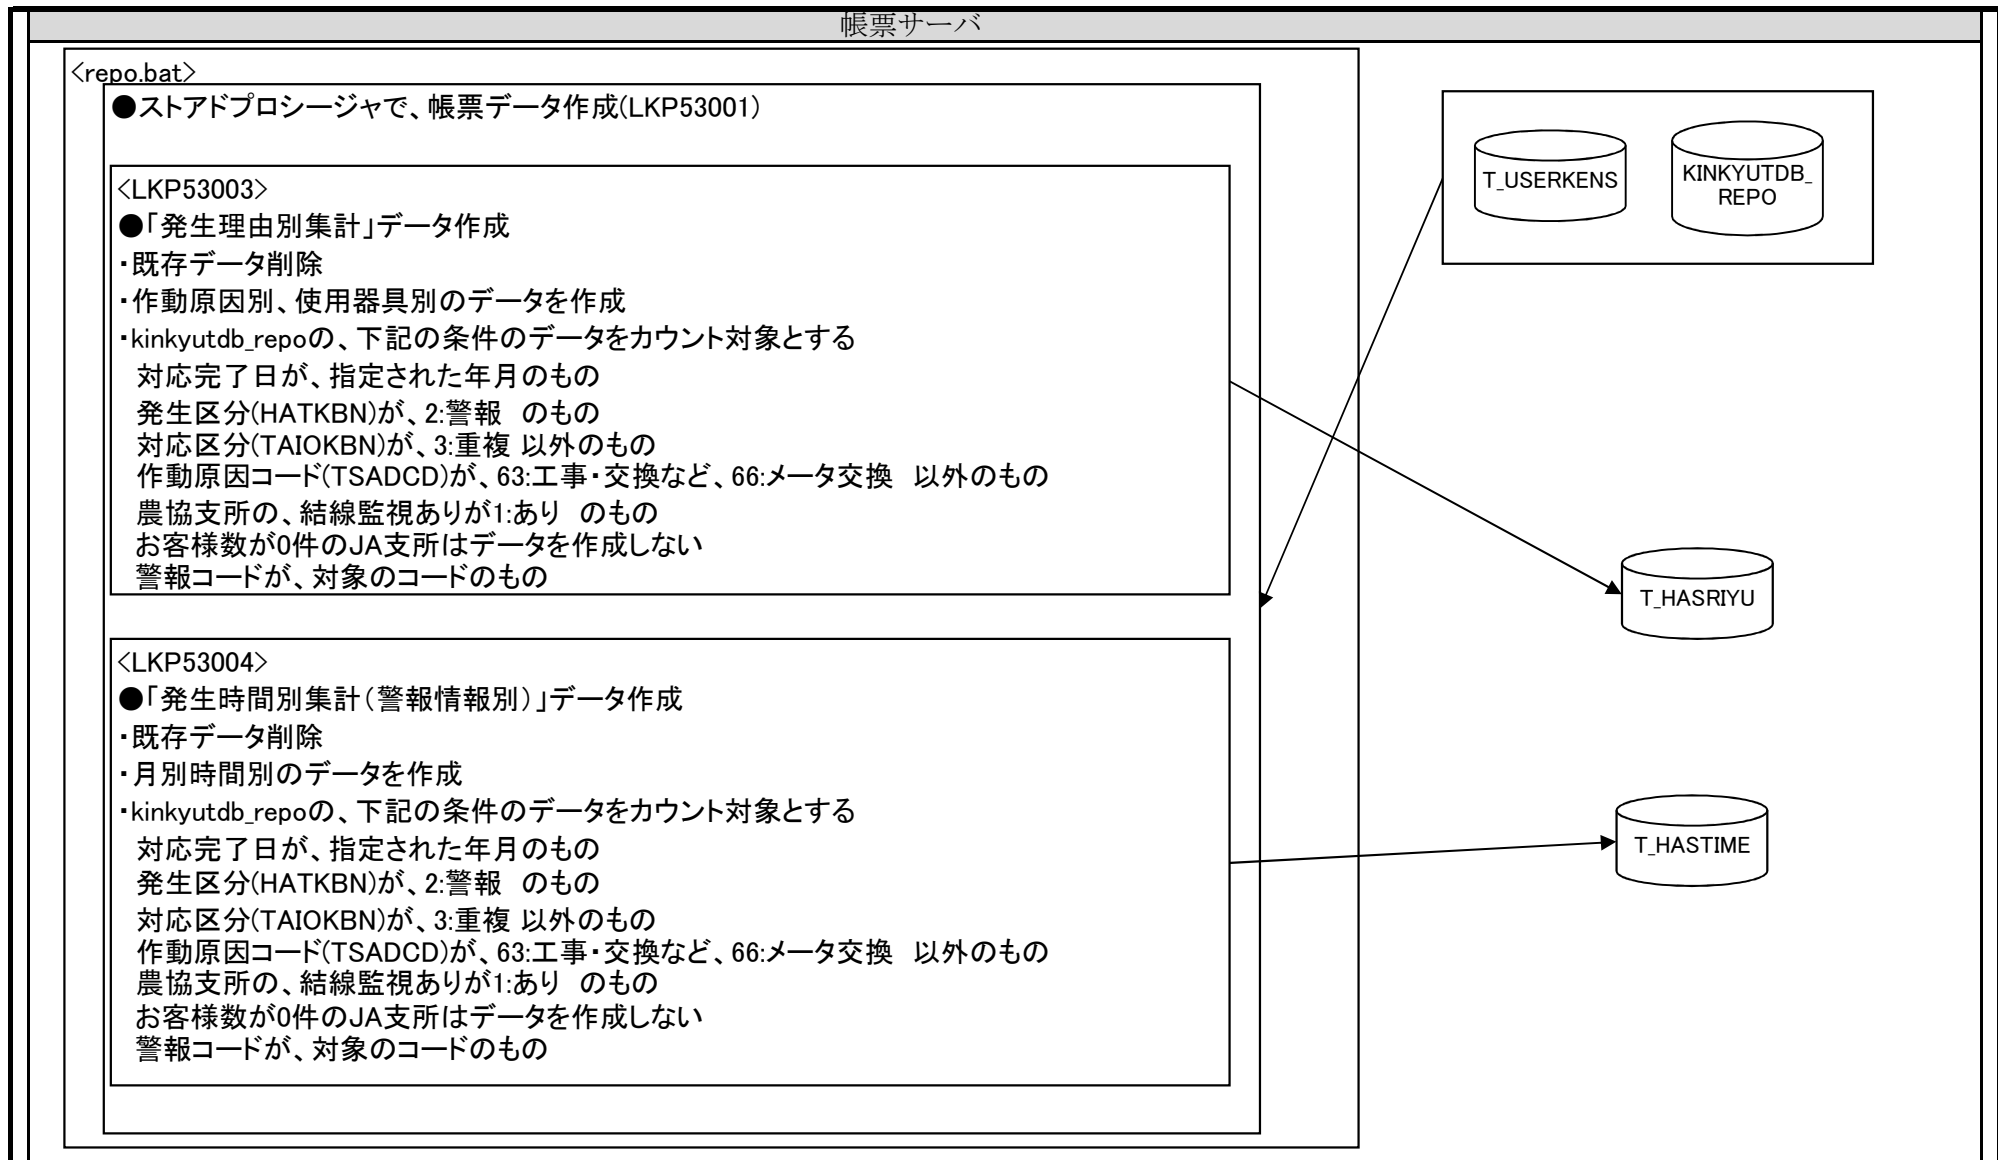 帳票サーバ
<repo.bat>
●ストアドプロシージャで、帳票データ作成(LKP53001)
<LKP53003>
●「発生理由別集計」データ作成
・既存データ削除
・作動原因別、使用器具別のデータを作成
・kinkyutdb_repoの、下記の条件のデータをカウント対象とする
対応完了日が、指定された年月のもの
発生区分(HATKBN)が、2:警報　のもの
対応区分(TAIOKBN)が、3:重複 以外のもの
作動原因コード(TSADCD)が、63:工事・交換など、66:メータ交換　以外のもの
農協支所の、結線監視ありが1:あり　のもの
お客様数が0件のJA支所はデータを作成しない
警報コードが、対象のコードのもの
<LKP53004>
●「発生時間別集計（警報情報別）」データ作成
・既存データ削除
・月別時間別のデータを作成
・kinkyutdb_repoの、下記の条件のデータをカウント対象とする
対応完了日が、指定された年月のもの
発生区分(HATKBN)が、2:警報　のもの
対応区分(TAIOKBN)が、3:重複 以外のもの
作動原因コード(TSADCD)が、63:工事・交換など、66:メータ交換　以外のもの
農協支所の、結線監視ありが1:あり　のもの
お客様数が0件のJA支所はデータを作成しない
警報コードが、対象のコードのもの
T_USERKENS
KINKYUTDB_
REPO
T_HASRIYU
T_HASTIME